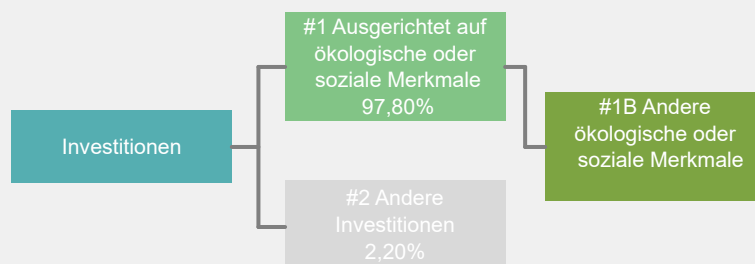 #1 Ausgerichtet auf
ökologische oder
soziale Merkmale
97,80%
#1B Andere
ökologische oder
soziale Merkmale
Investitionen
#2 Andere
Investitionen
2,20%